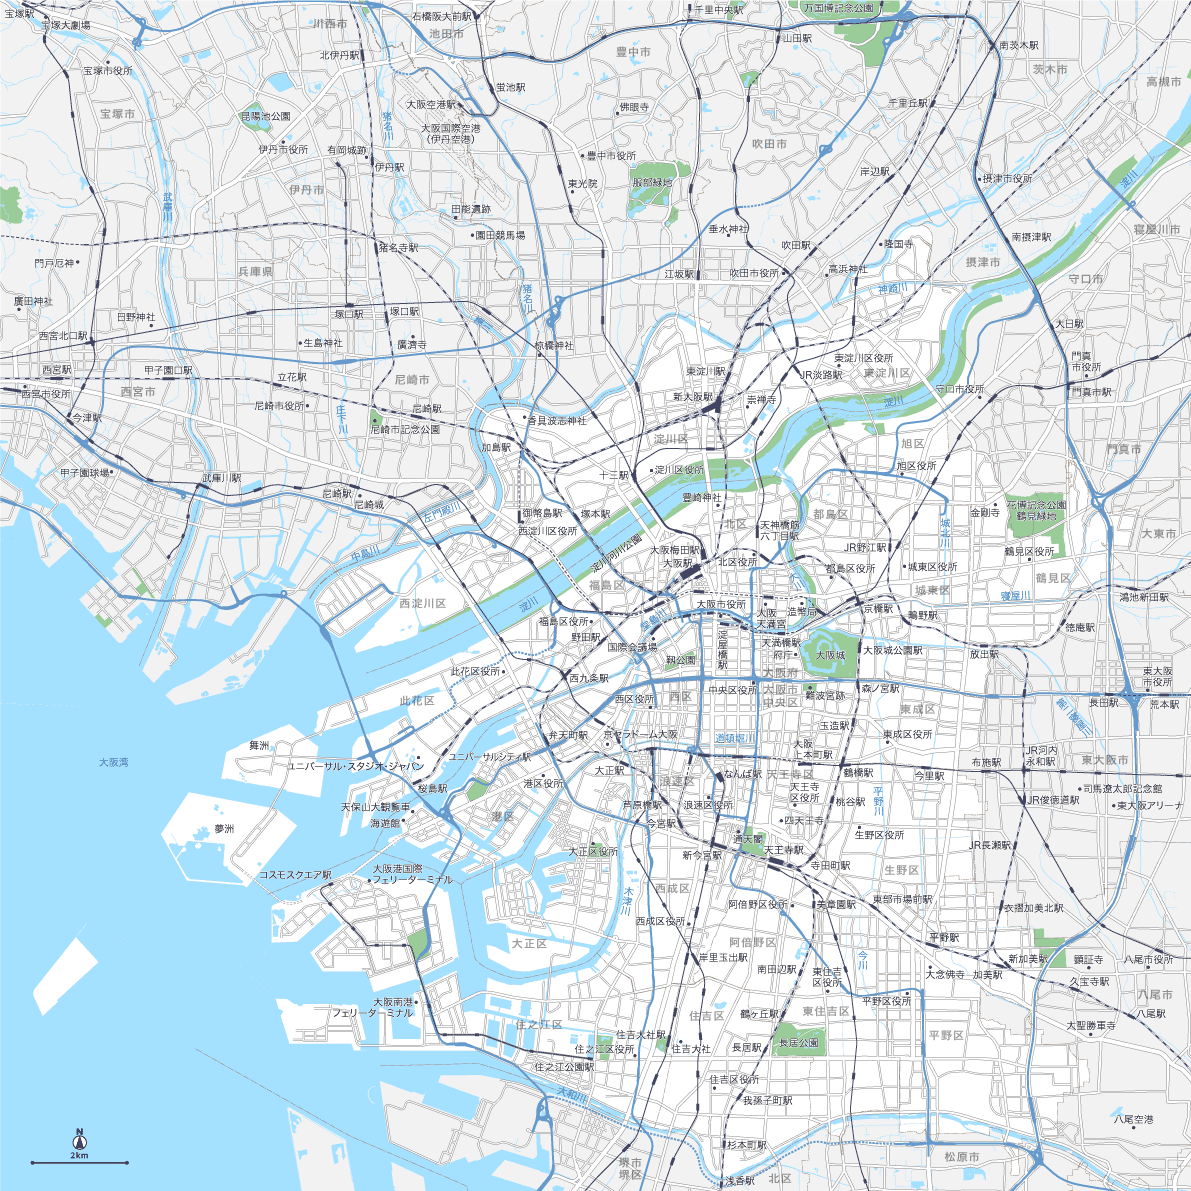 宝塚駅
宝塚大劇場
川西市
石橋阪大前駅
池田市
千里中央駅
万国博記念公園
山田駅
南茨木駅
豊中市
茨木市
高槻市
北伊丹駅
宝塚市役所
宝塚市
昆陽池公園
猪名川
大阪空港駅
蛍池駅
佛眼寺
千里丘駅
大阪国際空港
（伊丹空港）
伊丹市役所
有岡城跡
伊丹駅
豊中市役所
吹田市
岸辺駅
摂津市役所
淀川
伊丹市
東光院
服部緑地
武庫川
田能遺跡
園田競馬場
垂水神社
吹田駅
隆国寺
南摂津駅
寝屋川市
猪名寺駅
門戸厄神
兵庫県
江坂駅
吹田市役所
高浜神社
摂津市
守口市
廣田神社
日野神社
塚口駅
塚口駅
猪名川
神崎川
大日駅
西宮北口駅
生島神社
廣濟寺
椋橋神社
東淀川区役所
門真
市役所
西宮駅
甲子園口駅
立花駅
尼崎市
東淀川駅
JR淡路駅
東淀川区
守口市役所
門真市駅
西宮市役所
西宮市
尼崎市役所
庄下川
尼崎駅
新大阪駅
崇禅寺
淀川
今津駅
尼崎市記念公園
香具波志神社
淀川区
旭区
門真市
加島駅
甲子園球場
武庫川駅
十三駅
淀川区役所
旭区役所
尼崎駅
尼崎城
左門殿川
御幣島駅
塚本駅
豊崎神社
都島区
金剛寺
花博記念公園
鶴見緑地
西淀川区役所
北区
天神橋筋
六丁目駅
城北川
大東市
中島川
淀川河川公園
大阪梅田駅
大阪駅
北区役所
JR野江駅
鶴見区役所
都島区役所
城東区役所
鶴見区
福島区
城東区
西淀川区
淀川
大阪市役所
大阪
天満宮
造幣局
京橋駅
鴫野駅
寝屋川
鴻池新田駅
福島区役所
野田駅
淀屋橋駅
徳庵駅
国際会議場
天満橋駅
府庁
大阪城
大阪城公園駅
放出駅
靱公園
此花区役所
西九条駅
大阪府
大阪市
中央区
中央区役所
難波宮跡
森ノ宮駅
東大阪
市役所
此花区
西区役所
西区
長田駅
荒本駅
東成区
玉造駅
舞洲
弁天町駅
京セラドーム大阪
道頓堀川
大阪
上本町駅
東成区役所
大阪湾
ユニバーサルシティ駅
ユニバーサル・スタジオ・ジャパン
大正駅
なんば駅
天王寺区
鶴橋駅
今里駅
布施駅
JR河内
永和駅
東大阪市
桜島駅
港区役所
浪速区
天王寺
区役所
桃谷駅
平野川
JR俊徳道駅
司馬遼太郎記念館
東大阪アリーナ
天保山大観覧車
海遊館
港区
芦原橋駅
浪速区役所
四天王寺
夢洲
今宮駅
通天閣
生野区役所
大正区役所
新今宮駅
天王寺駅
寺田町駅
JR長瀬駅
コスモスクエア駅
大阪港国際
フェリーターミナル
木津川
西成区
生野区
阿倍野区役所
美章園駅
東部市場前駅
衣摺加美北駅
西成区役所
大正区
阿倍野区
平野駅
岸里玉出駅
今川
南田辺駅
東住吉
区役所
大念佛寺
加美駅
新加美駅
顕証寺
八尾市役所
久宝寺駅
大阪南港
フェリーターミナル
平野区役所
八尾市
住之江区
住吉区
鶴ヶ丘駅
東住吉区
八尾駅
大聖勝軍寺
住吉大社駅
平野区
住之江区役所
住吉大社
長居駅
長居公園
住之江公園駅
住吉区役所
大和川
我孫子町駅
八尾空港
N
2km
杉本町駅
松原市
堺市
堺区
浅香駅
北区